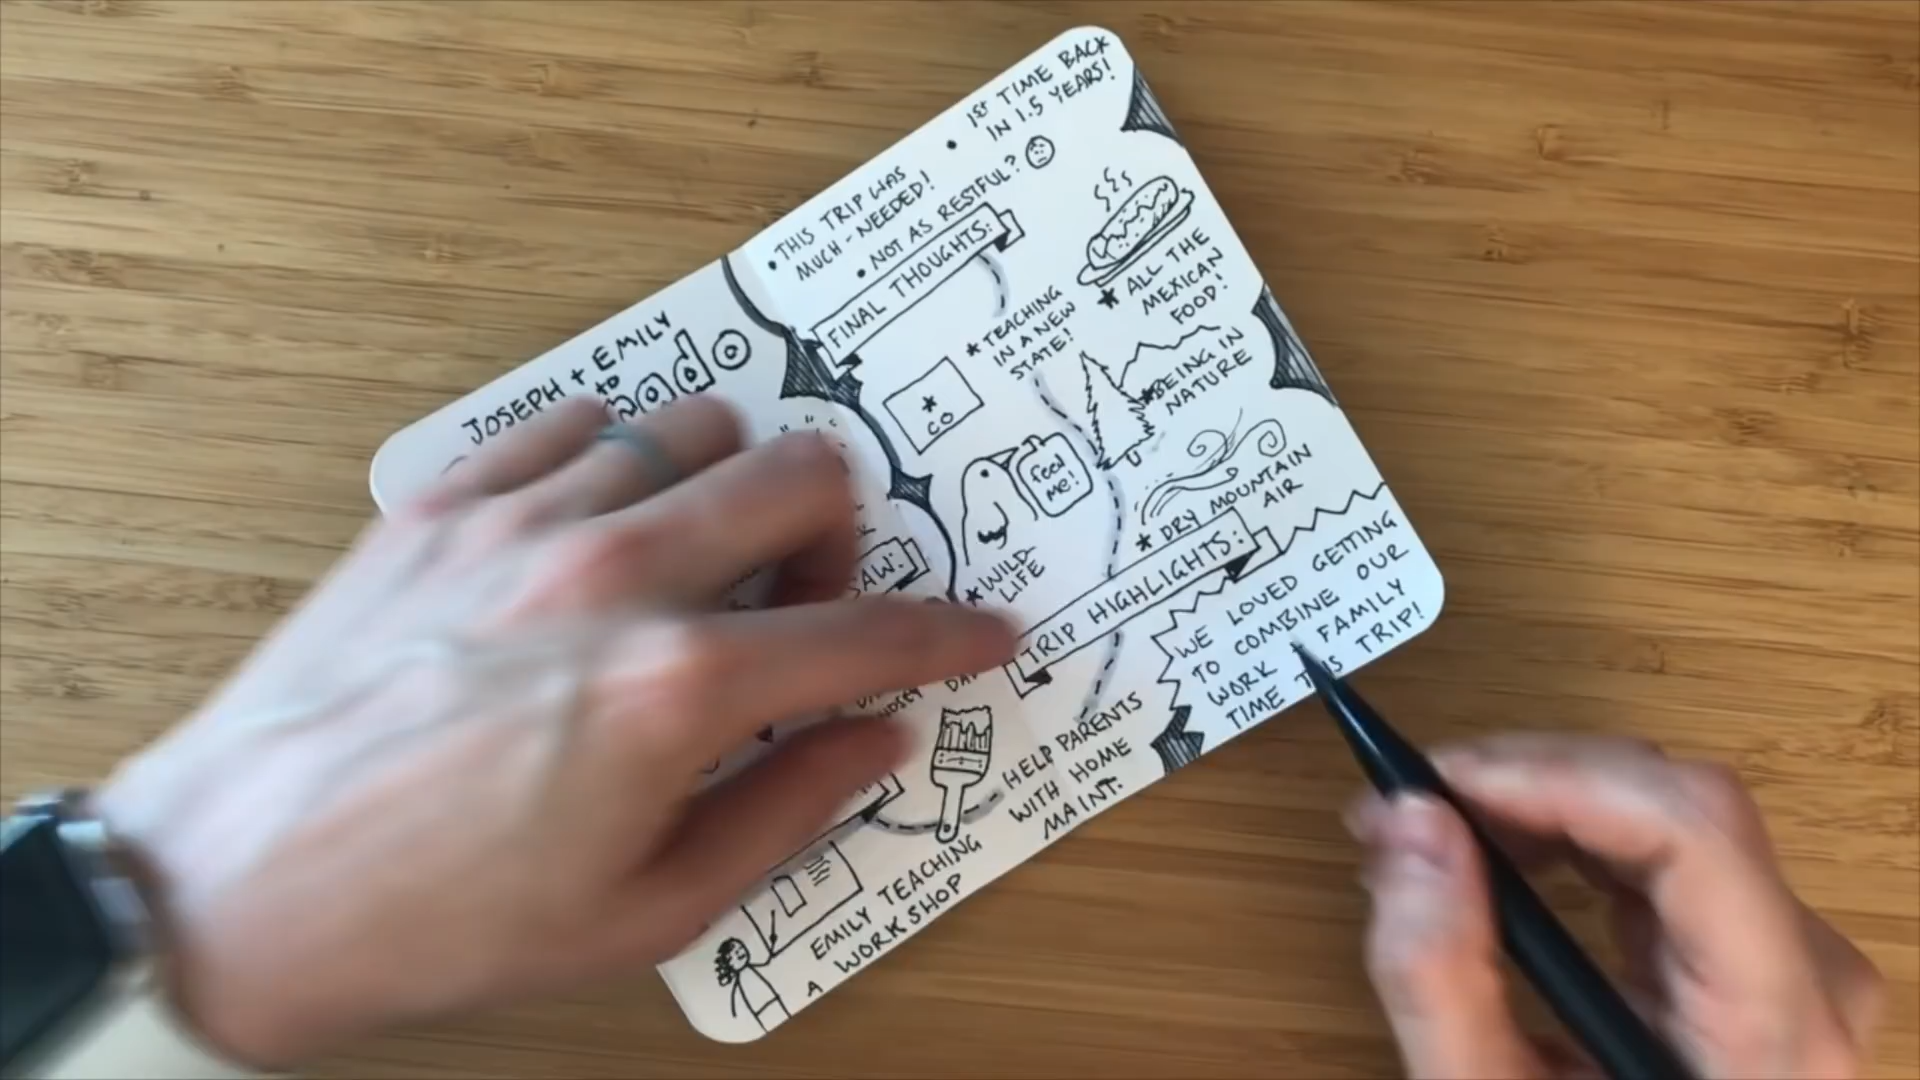 JOSEPH + EMILY
to
ado
• THIS TRIP WAS
MUCH-NEEDED!
• NOT AS RESTFUL?
• 1ST TIME BACK
IN 1.5 YEARS!
FINAL THOUGHTS:
* TEACHING
IN A NEW
STATE!
* ALL THE
MEXICAN
FOOD!
*
CO
* BEING IN
NATURE
feed
me!
* WILD-
LIFE
* DRY MOUNTAIN
AIR
TRIP HIGHLIGHTS:
WE LOVED GETTING
TO COMBINE OUR
WORK + FAMILY
TIME THIS TRIP!
SAW:
HELP PARENTS
WITH HOME
MAINT.
EMILY TEACHING
A WORKSHOP